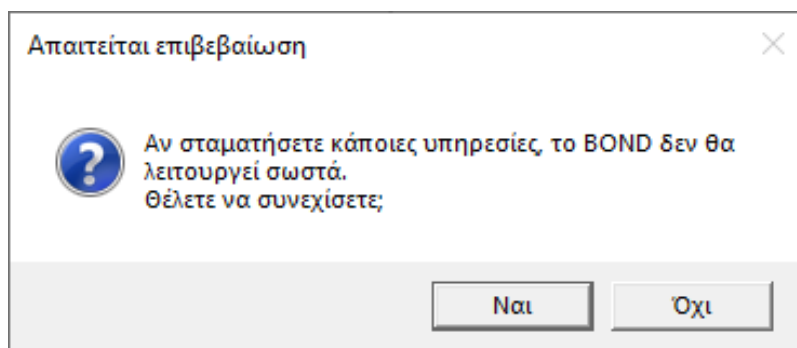 Απαιτείται επιβεβαίωση
Αν σταματήσετε κάποιες υπηρεσίες, το BOND δεν θα
λειτουργεί σωστά.
Θέλετε να συνεχίσετε;
Ναι Όχι